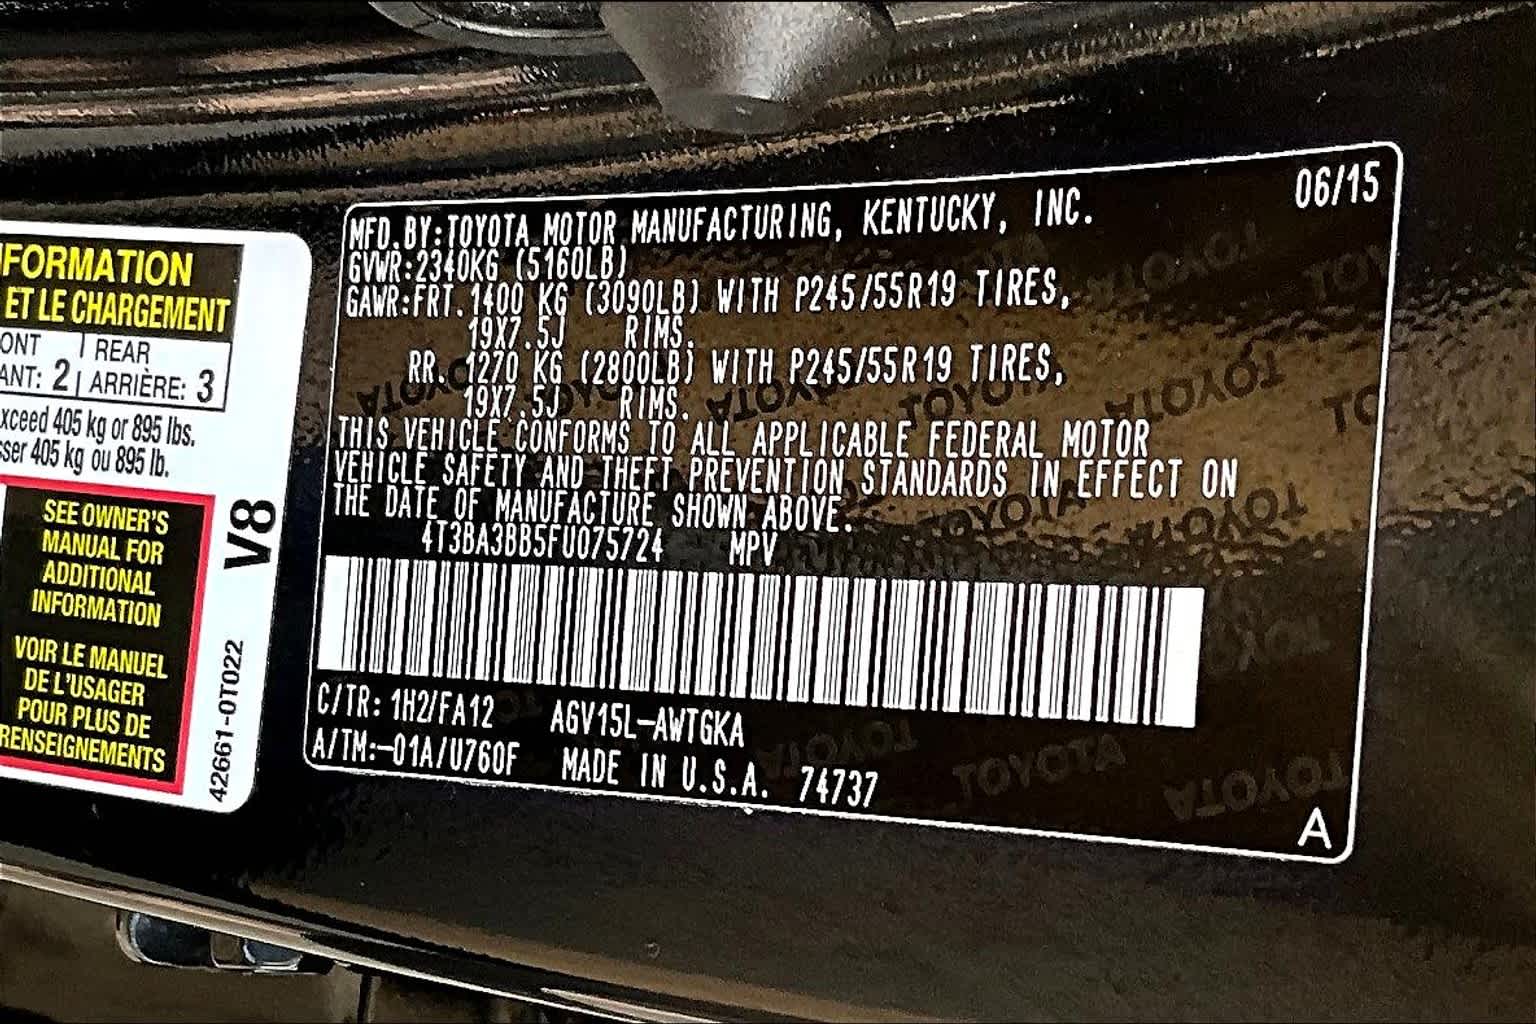 FORMATION
ET LE CHARGEMENT
ONT | REAR
ANT: 2 | ARRIÈRE: 3
xceed 405 kg or 895 lbs.
sser 405 kg ou 895 lb.
SEE OWNER'S
MANUAL FOR
ADDITIONAL
INFORMATION
VOIR LE MANUEL
DE L'USAGER
POUR PLUS DE
RENSEIGNEMENTS
V8
42661-0T022
06/15
MFD.BY:TOYOTA MOTOR MANUFACTURING, KENTUCKY, INC.
GVWR:2340KG (5160LB)
GAWR:FRT.1400 KG (3090LB) WITH P245/55R19 TIRES,
19X7.5J RIMS.
RR. 1270 KG (2800LB) WITH P245/55R19 TIRES,
19X7.5J RIMS.
THIS VEHICLE CONFORMS TO ALL APPLICABLE FEDERAL MOTOR
VEHICLE SAFETY AND THEFT PREVENTION STANDARDS IN EFFECT ON
THE DATE OF MANUFACTURE SHOWN ABOVE.
4T3BA3BB5FU075724 MPV
C/TR: 1H2/FA12 AGV15L-AWTGKA
A/TM:-01A/U760F MADE IN U.S.A. 74737
A